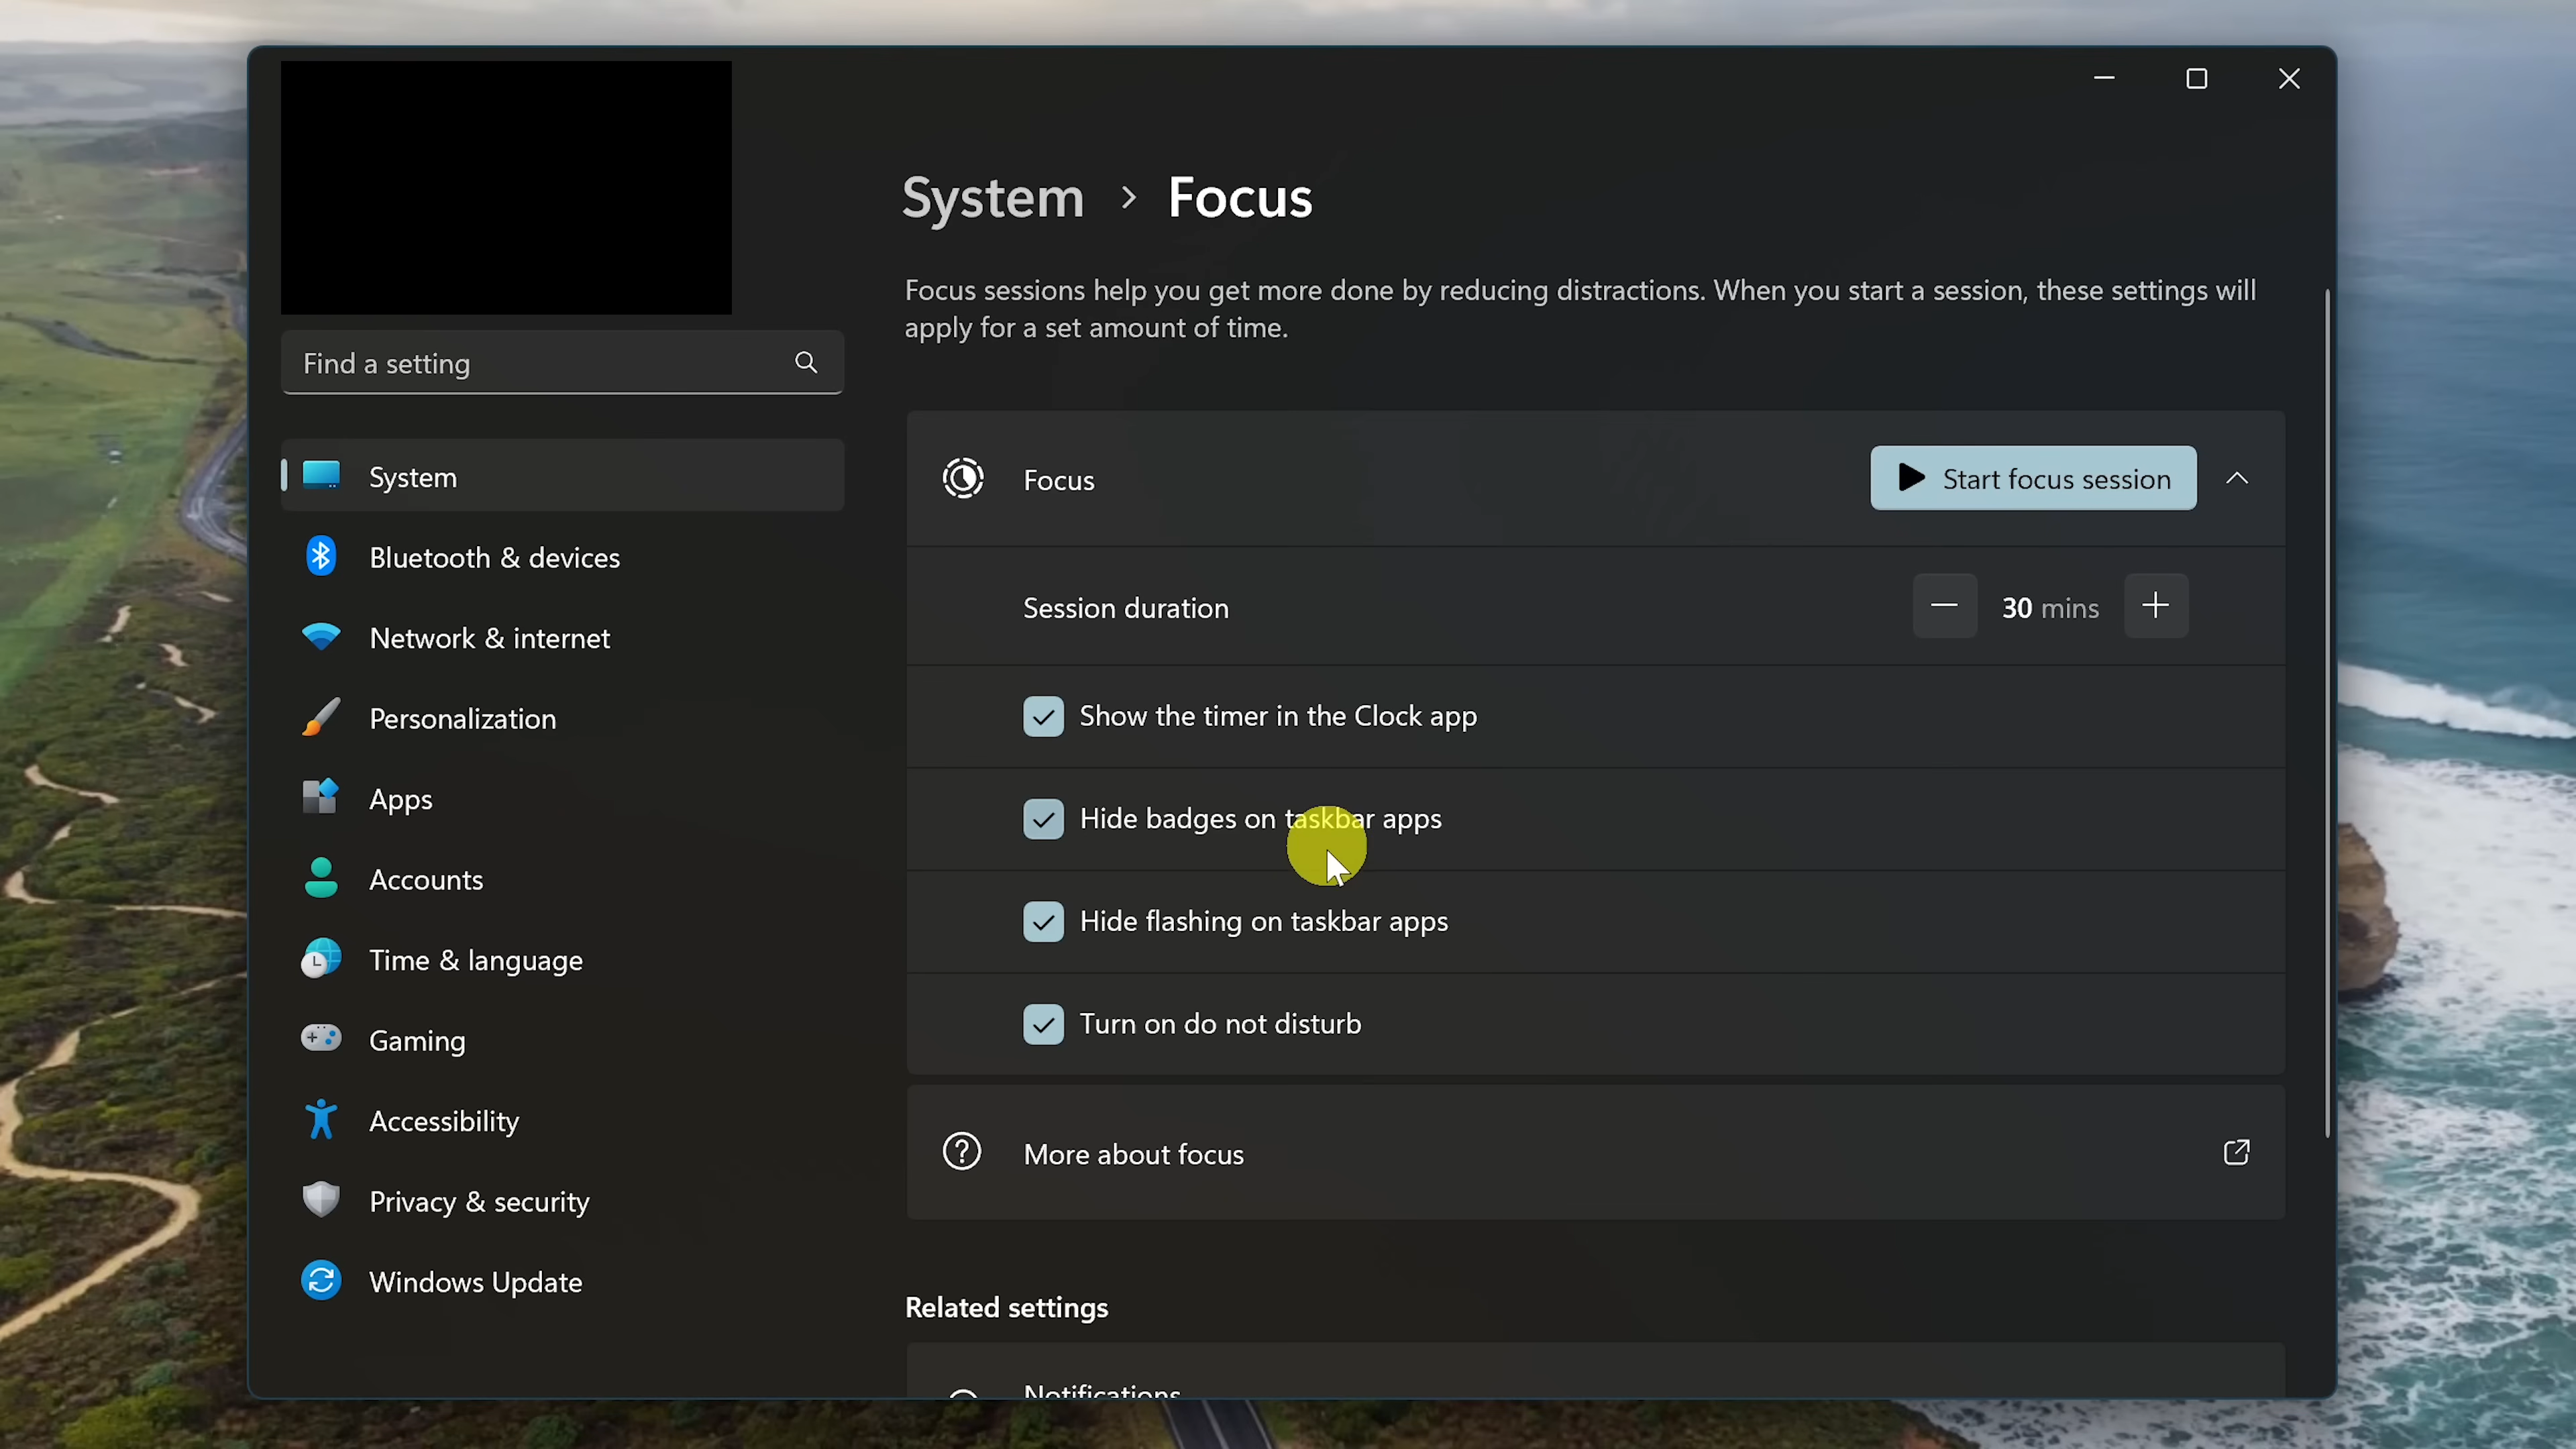 System > Focus
Focus sessions help you get more done by reducing distractions. When you start a session, these settings will
apply for a set amount of time.
Find a setting
System
Bluetooth & devices
Network & internet
Personalization
Apps
Accounts
Time & language
Gaming
Accessibility
Privacy & security
Windows Update
Focus
Start focus session
Session duration
30 mins
Show the timer in the Clock app
Hide badges on taskbar apps
Hide flashing on taskbar apps
Turn on do not disturb
More about focus
Related settings
Notifications